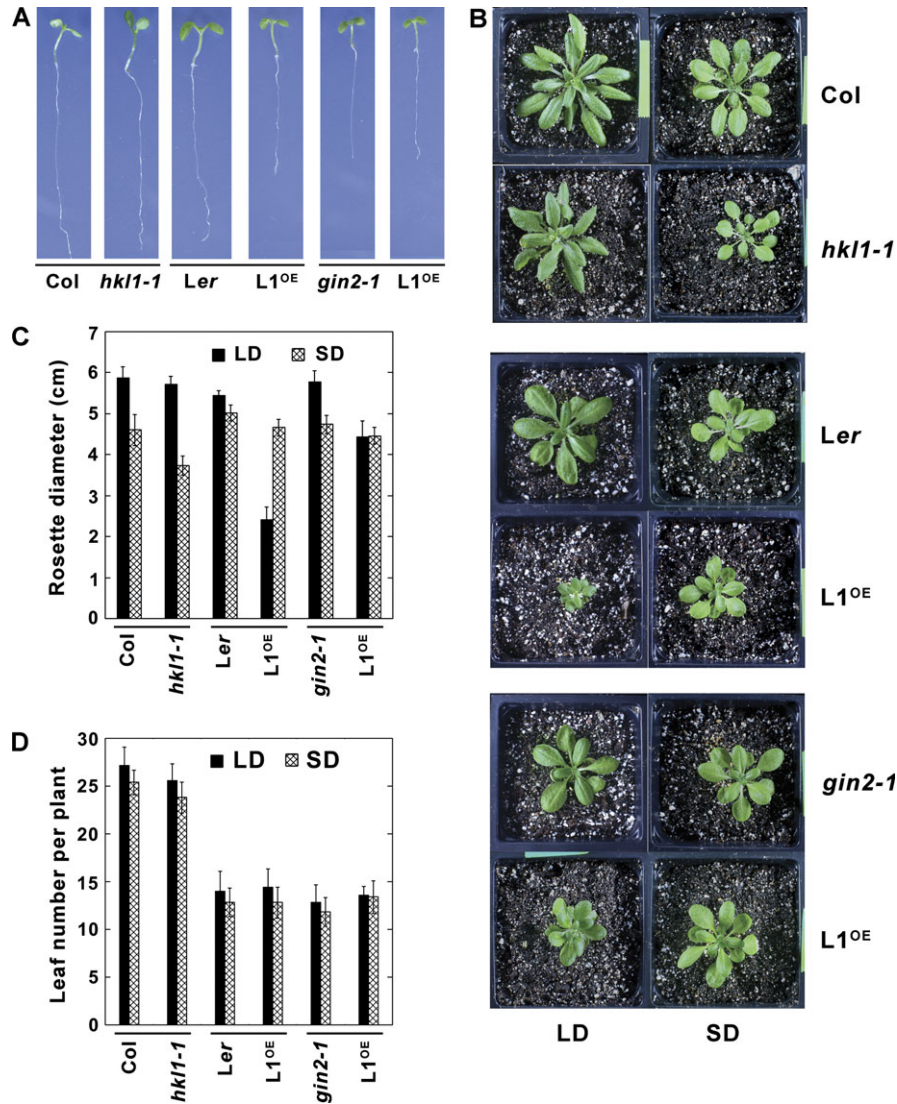 A
Col hkl1-1 Ler L1OE gin2-1 L1OE
B
Col
hkl1-1
Ler
L1OE
gin2-1
L1OE
LD SD
C
Rosette diameter (cm)
7
6
5
4
3
2
1
0
LD SD
Col hkl1-1 Ler L1OE gin2-1 L1OE
D
Leaf number per plant
30
25
20
15
10
5
0
LD SD
Col hkl1-1 Ler L1OE gin2-1 L1OE